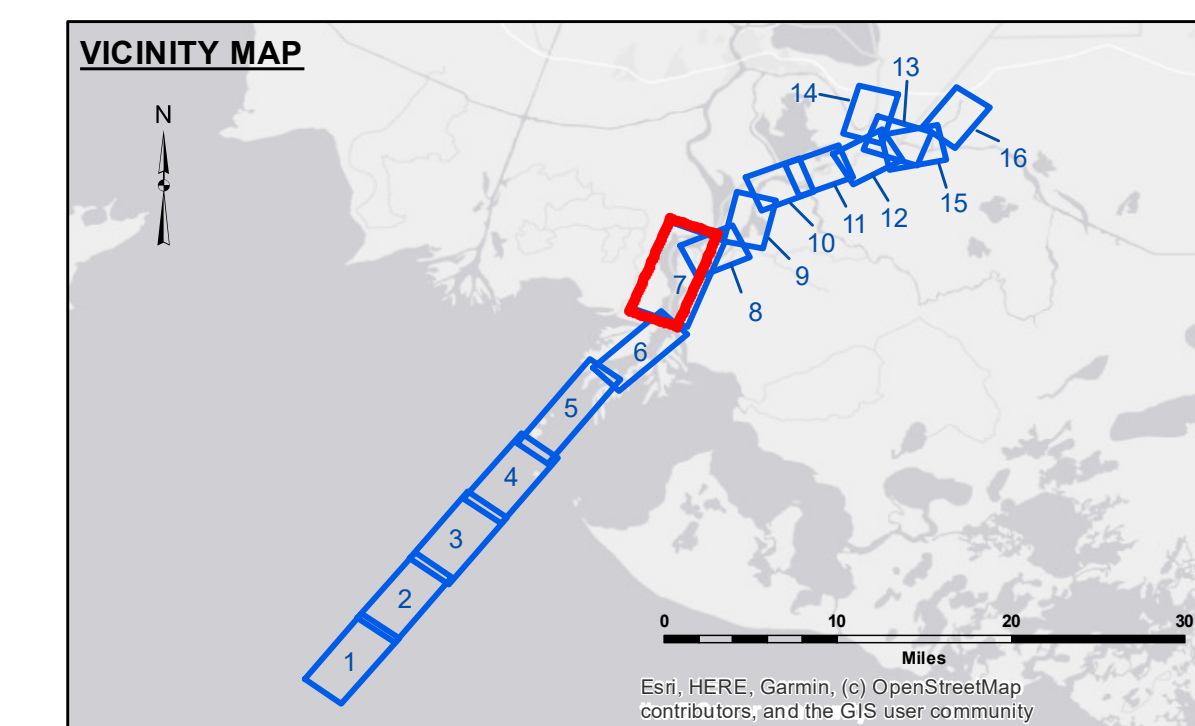 VICINITY MAP
N
13
14
16
15
12
11
10
9
8
7
6
5
4
3
2
1
0 10 20 30
Miles
Esri, HERE, Garmin, (c) OpenStreetMap
contributors, and the GIS user community